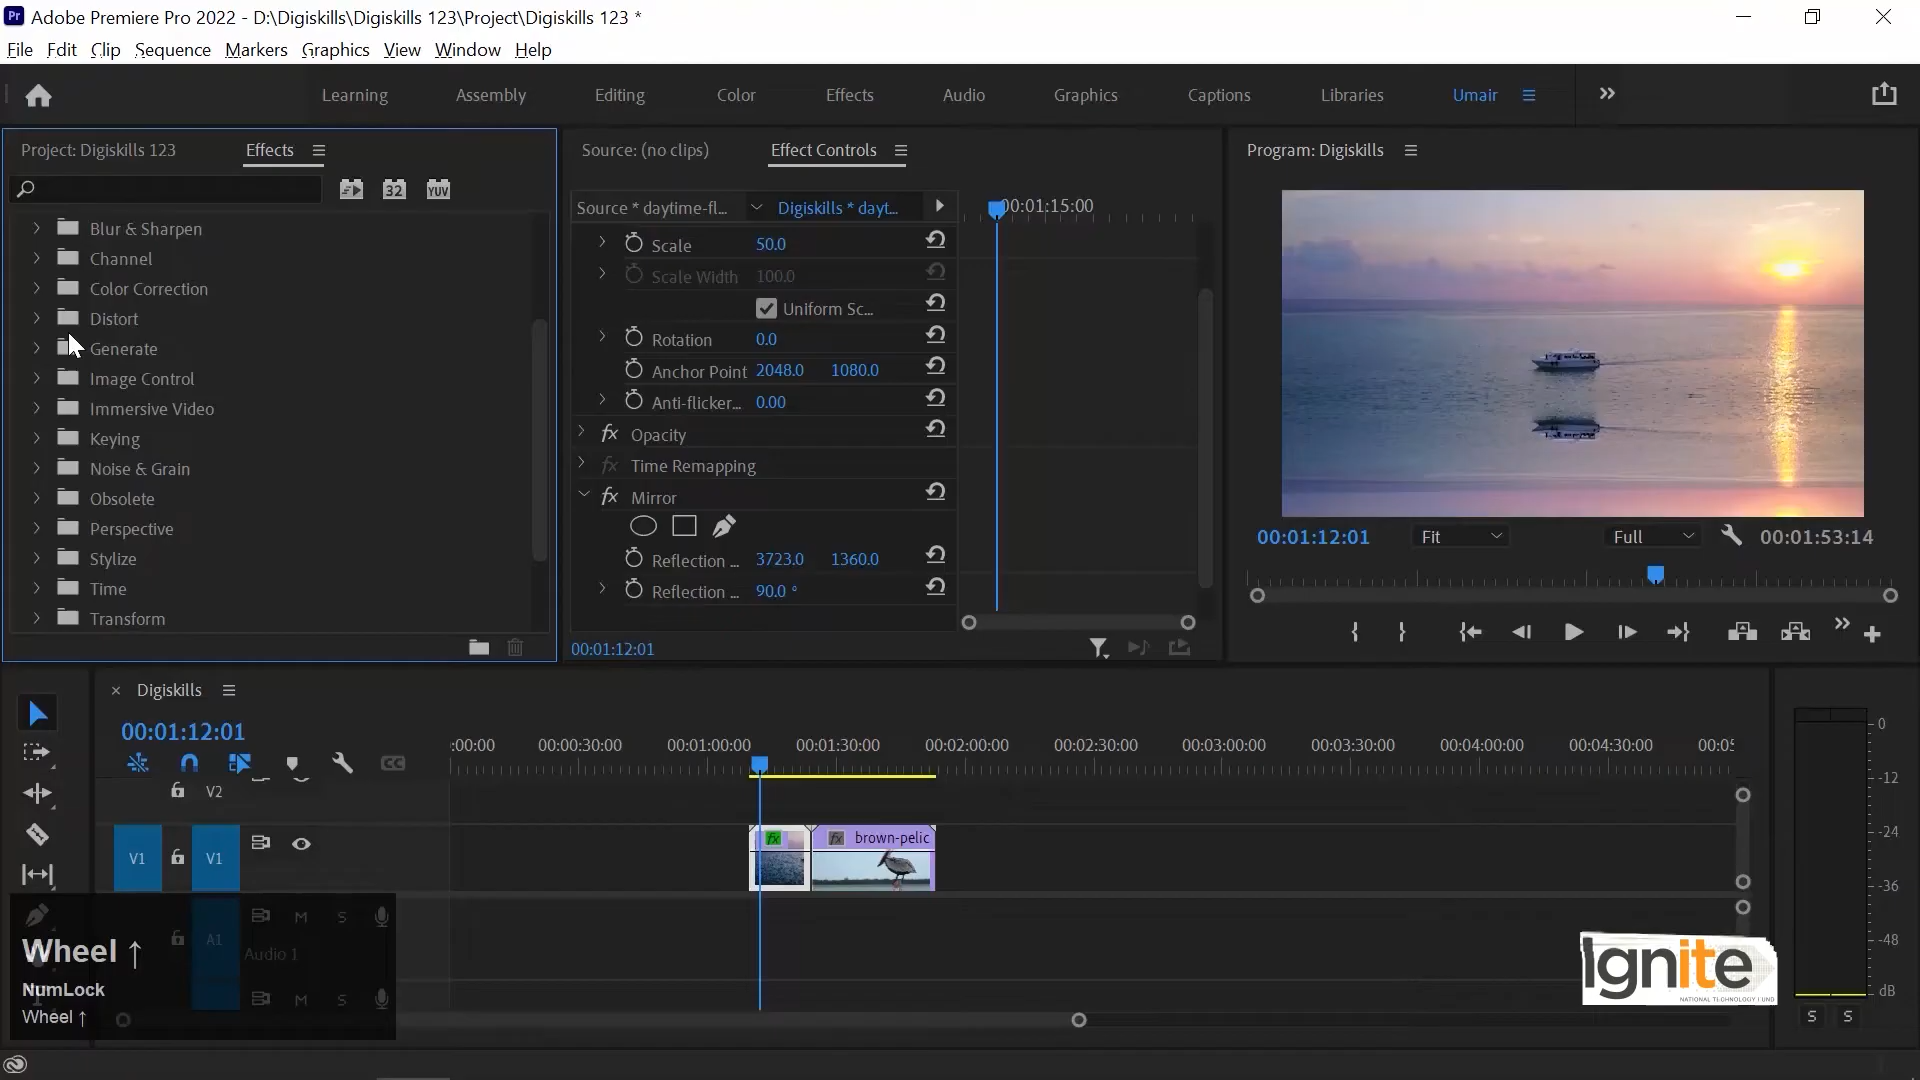 Adobe Premiere Pro 2022 - D:\Digiskills\Digiskills 123\Project\Digiskills 123 *
File Edit Clip Sequence Markers Graphics View Window Help
Learning Assembly Editing Color Effects Audio Graphics Captions Libraries Umair
Project: Digiskills 123 Effects
32 YUV
Blur & Sharpen
Channel
Color Correction
Distort
Generate
Image Control
Immersive Video
Keying
Noise & Grain
Obsolete
Perspective
Stylize
Time
Transform
Source: (no clips) Effect Controls
Source * daytime-fl... Digiskills * dayt...
00:01:15:00
Scale 50.0
Scale Width 100.0
Uniform Sc...
Rotation 0.0
Anchor Point 2048.0 1080.0
Anti-flicker... 0.00
fx Opacity
fx Time Remapping
fx Mirror
Reflection ... 3723.0 1360.0
Reflection ... 90.0 °
00:01:12:01
Program: Digiskills
00:01:12:01 Fit Full 00:01:53:14
Digiskills
00:01:12:01
:00:00 00:00:30:00 00:01:00:00 00:01:30:00 00:02:00:00 00:02:30:00 00:03:00:00 00:03:30:00 00:04:00:00 00:04:30:00 00:05
CC
V2
V1 V1
fx fx brown-pelic
A1 M S
Audio 1
M S
Wheel ↑
NumLock
Wheel ↑
Ignite
NATIONAL TECHNOLOGY FUND
0
-12
-24
-36
-48
dB
S S